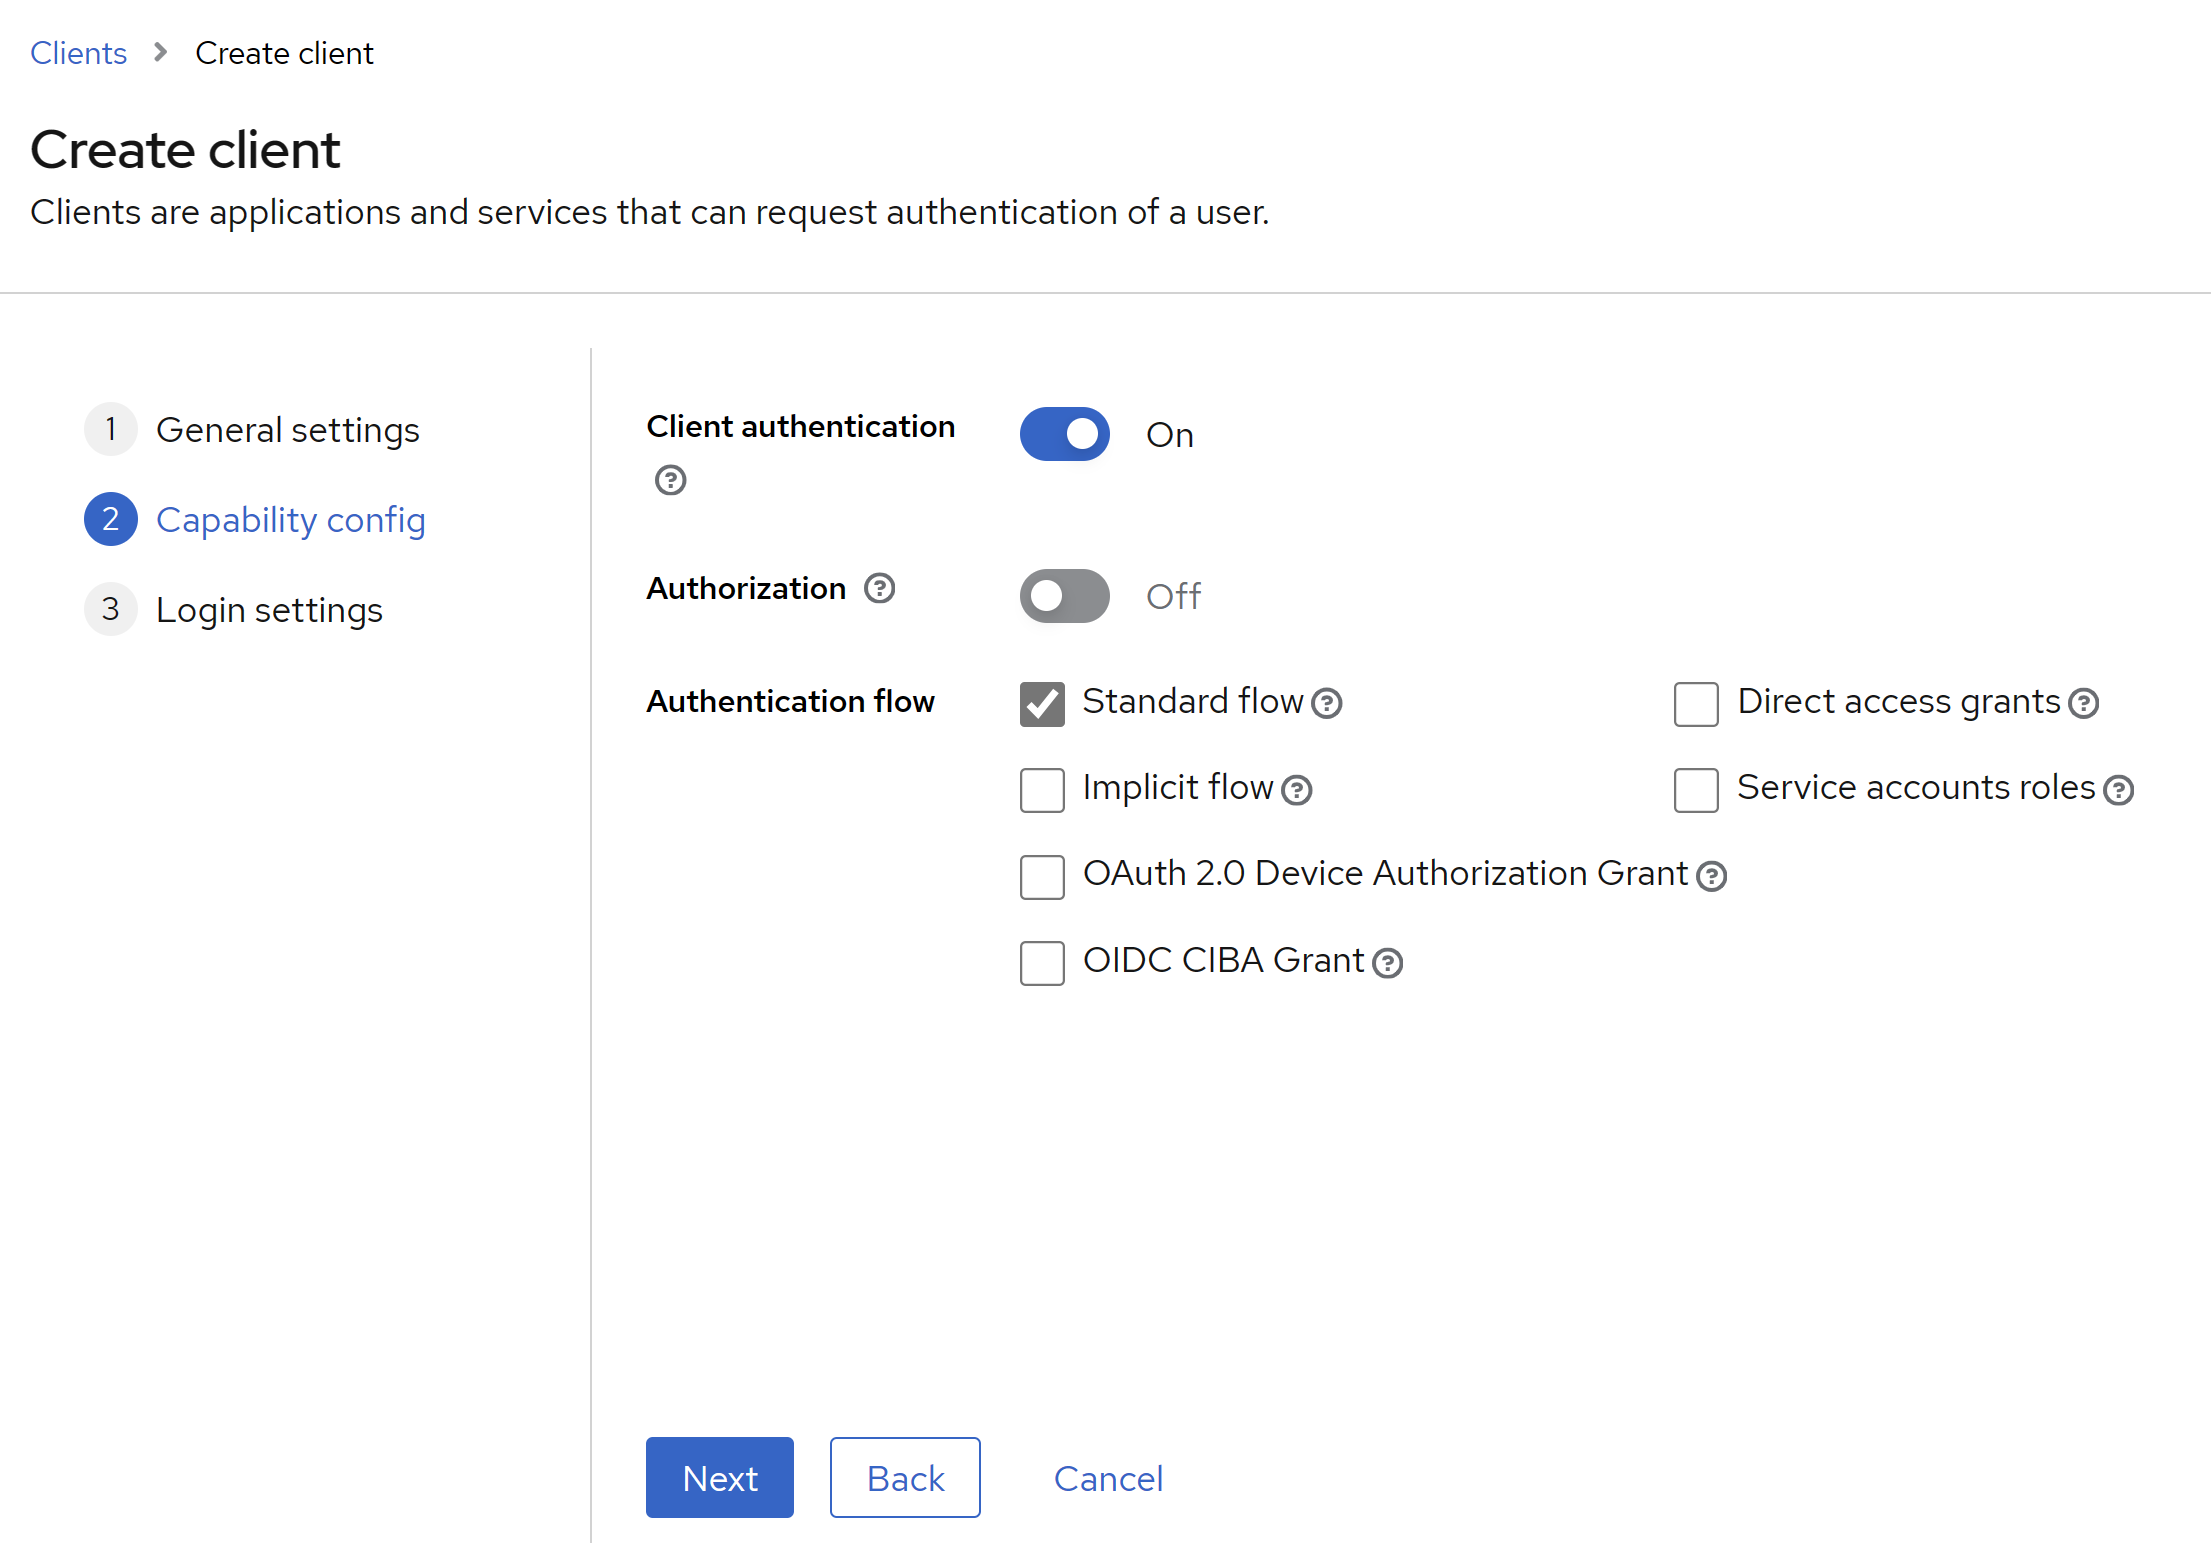 Clients > Create client
Create client
Clients are applications and services that can request authentication of a user.
1 General settings
2 Capability config
3 Login settings
Client authentication
On
Authorization
Off
Authentication flow
Standard flow
Direct access grants
Implicit flow
Service accounts roles
OAuth 2.0 Device Authorization Grant
OIDC CIBA Grant
Next Back Cancel